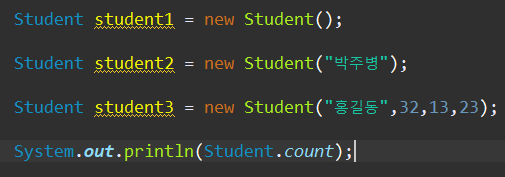 Student student1 = new Student();
Student student2 = new Student("박주병");
Student student3 = new Student("홍길동",32,13,23);
System.out.println(Student.count);